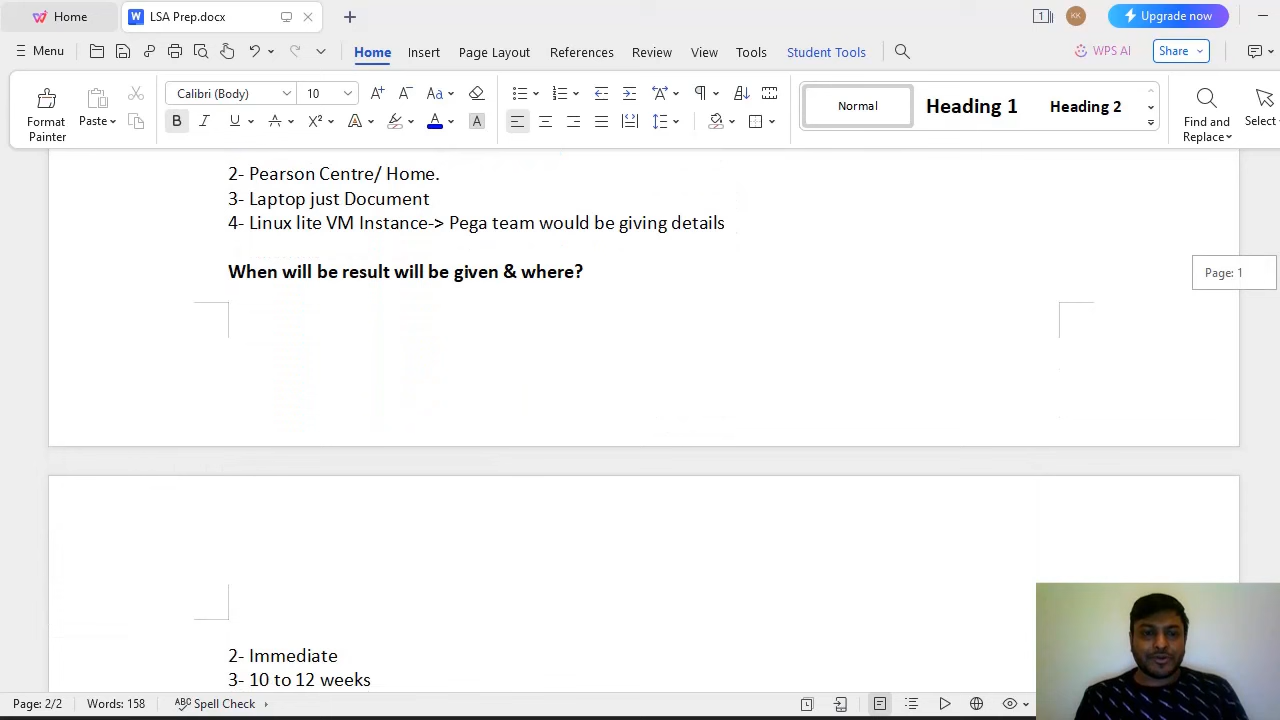 Home
LSA Prep.docx
1
KK
Upgrade now
Menu
Home
Insert
Page Layout
References
Review
View
Tools
Student Tools
WPS AI
Share
Format Painter
Paste
Calibri (Body)
10
Normal
Heading 1
Heading 2
Find and Replace
Select
2- Pearson Centre/ Home.
3- Laptop just Document
4- Linux lite VM Instance-> Pega team would be giving details
When will be result will be given & where?
Page: 1
2- Immediate
3- 10 to 12 weeks
Page: 2/2
Words: 158
Spell Check